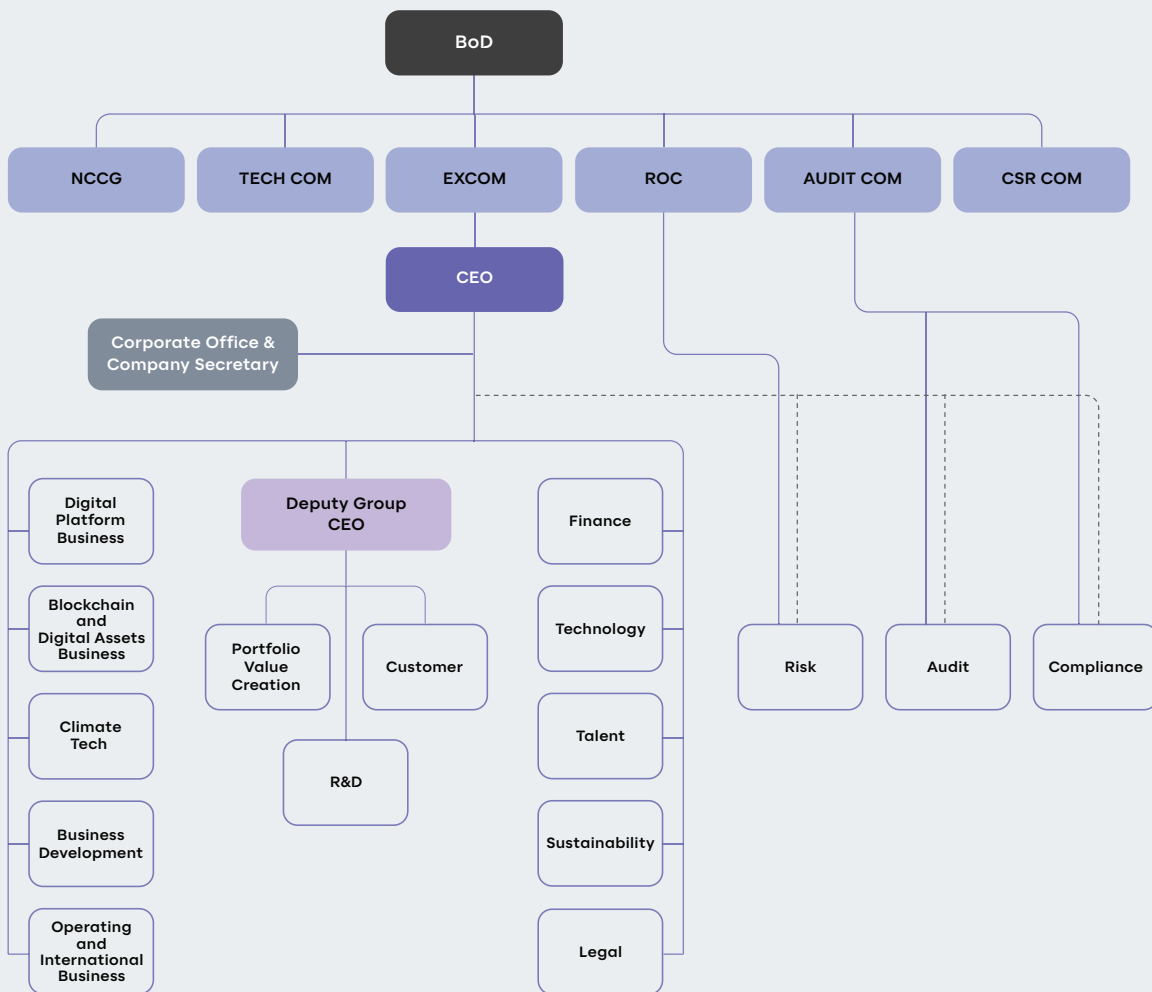 BoD
NCCG
TECH COM
EXCOM
ROC
AUDIT COM
CSR COM
CEO
Corporate Office &
Company Secretary
Digital
Platform
Business
Blockchain
and
Digital Assets
Business
Climate
Tech
Business
Development
Operating
and
International
Business
Deputy Group
CEO
Portfolio
Value
Creation
Customer
R&D
Finance
Technology
Talent
Sustainability
Legal
Risk
Audit
Compliance